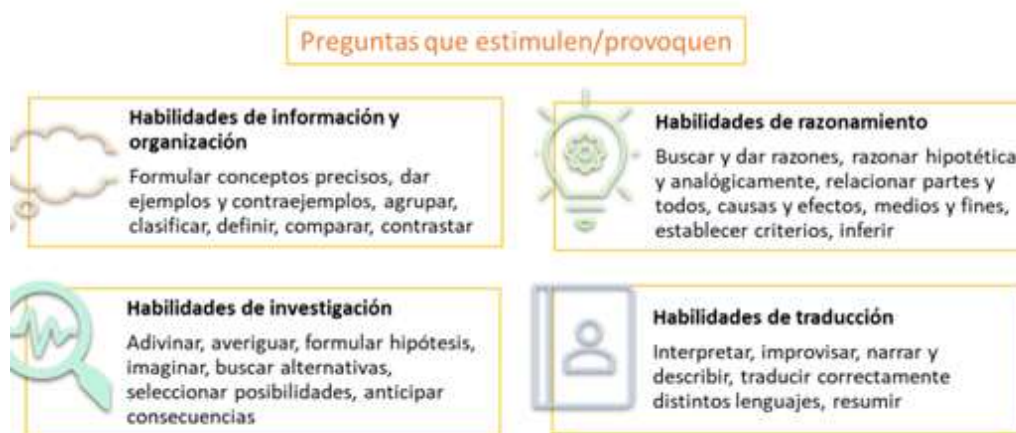 Preguntas que estimulen/provoquen
Habilidades de información y
organización
Formular conceptos precisos, dar
ejemplos y contraejemplos, agrupar,
clasificar, definir, comparar, contrastar
Habilidades de razonamiento
Buscar y dar razones, razonar hipotética
y analógicamente, relacionar partes y
todos, causas y efectos, medios y fines,
establecer criterios, inferir
Habilidades de investigación
Adivinar, averiguar, formular hipótesis,
imaginar, buscar alternativas,
seleccionar posibilidades, anticipar
consecuencias
Habilidades de traducción
Interpretar, improvisar, narrar y
describir, traducir correctamente
distintos lenguajes, resumir